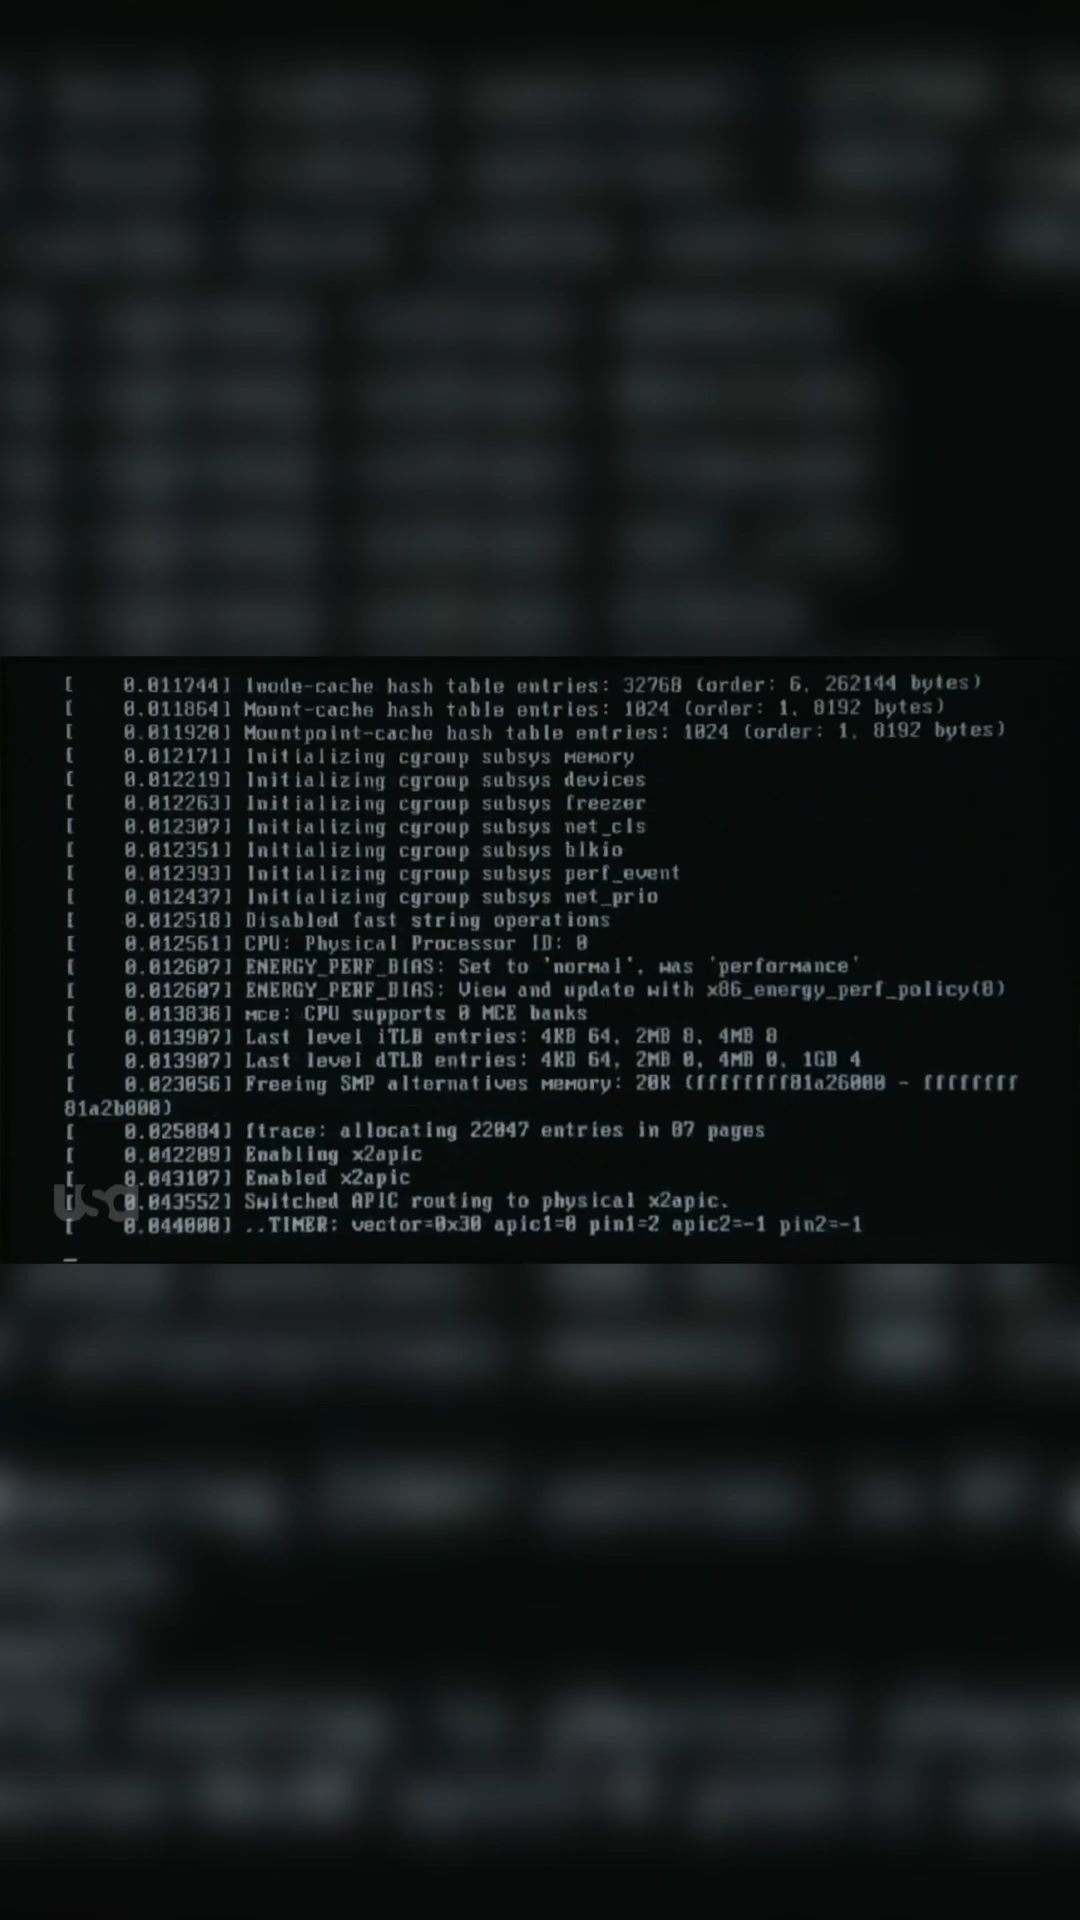 [    0.011744] Inode-cache hash table entries: 32768 (order: 6, 262144 bytes)
[    0.011864] Mount-cache hash table entries: 1024 (order: 1, 8192 bytes)
[    0.011920] Mountpoint-cache hash table entries: 1024 (order: 1, 8192 bytes)
[    0.012171] Initializing cgroup subsys memory
[    0.012219] Initializing cgroup subsys devices
[    0.012263] Initializing cgroup subsys freezer
[    0.012307] Initializing cgroup subsys net_cls
[    0.012351] Initializing cgroup subsys blkio
[    0.012393] Initializing cgroup subsys perf_event
[    0.012437] Initializing cgroup subsys net_prio
[    0.012518] Disabled fast string operations
[    0.012561] CPU: Physical Processor ID: 0
[    0.012607] ENERGY_PERF_BIAS: Set to 'normal', was 'performance'
[    0.012607] ENERGY_PERF_BIAS: View and update with x86_energy_perf_policy(8)
[    0.013836] mce: CPU supports 0 MCE banks
[    0.013907] Last level iTLB entries: 4KB 64, 2MB 8, 4MB 8
[    0.013907] Last level dTLB entries: 4KB 64, 2MB 0, 4MB 0, 1GB 4
[    0.023056] Freeing SMP alternatives memory: 20K (ffffffff81a26000 - ffffffff
81a2b000)
[    0.025084] ftrace: allocating 22047 entries in 87 pages
[    0.042209] Enabling x2apic
[    0.043107] Enabled x2apic
[    0.043552] Switched APIC routing to physical x2apic.
[    0.044000] ..TIMER: vector=0x30 apic1=0 pin1=2 apic2=-1 pin2=-1
usa